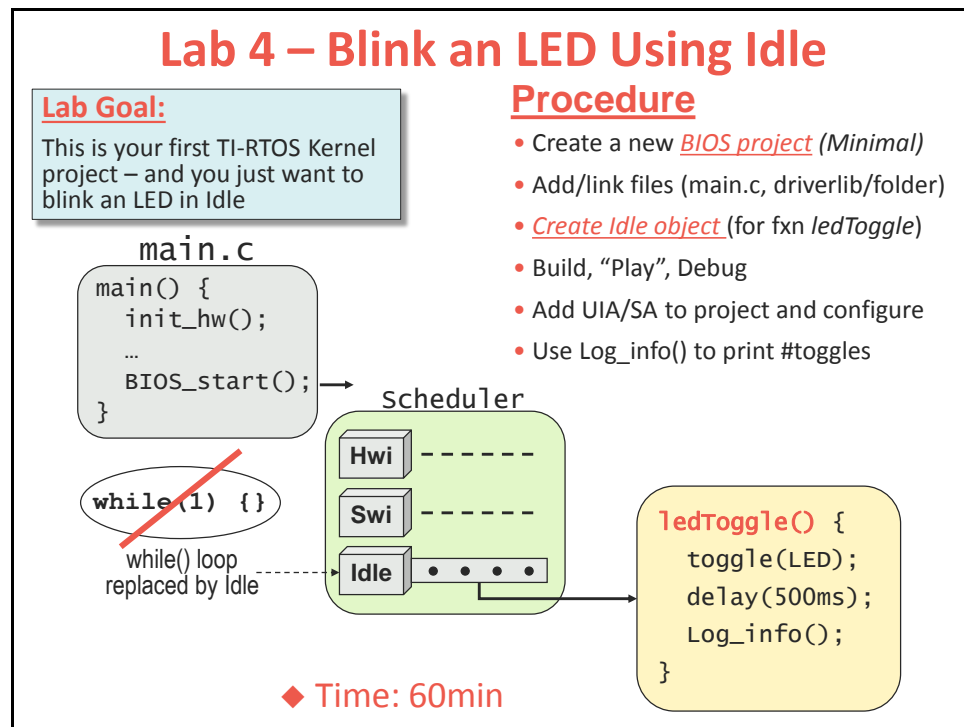 Lab 4 – Blink an LED Using Idle
Lab Goal:
This is your first TI-RTOS Kernel
project – and you just want to
blink an LED in Idle
Procedure
• Create a new BIOS project (Minimal)
• Add/link files (main.c, driverlib/folder)
• Create Idle object (for fxn ledToggle)
• Build, “Play”, Debug
• Add UIA/SA to project and configure
• Use Log_info() to print #toggles
main.c
main() {
init_hw();
…
BIOS_start();
}
while(1) {}
while() loop
replaced by Idle
Scheduler
Hwi
Swi
Idle
ledToggle() {
toggle(LED);
delay(500ms);
Log_info();
}
◆ Time: 60min